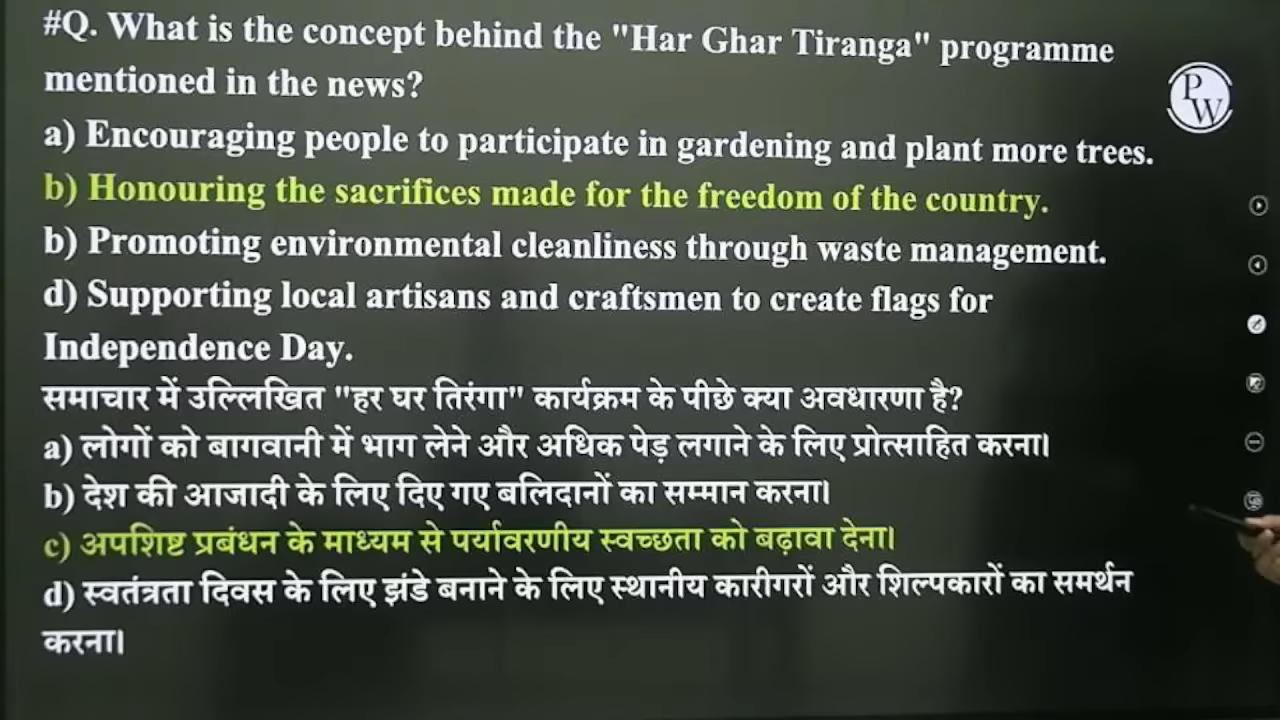 #Q. What is the concept behind the "Har Ghar Tiranga" programme
mentioned in the news?
a) Encouraging people to participate in gardening and plant more trees.
b) Honouring the sacrifices made for the freedom of the country.
b) Promoting environmental cleanliness through waste management.
d) Supporting local artisans and craftsmen to create flags for
Independence Day.
समाचार में उल्लिखित "हर घर तिरंगा" कार्यक्रम के पीछे क्या अवधारणा है?
a) लोगों को बागवानी में भाग लेने और अधिक पेड़ लगाने के लिए प्रोत्साहित करना।
b) देश की आजादी के लिए दिए गए बलिदानों का सम्मान करना।
c) अपशिष्ट प्रबंधन के माध्यम से पर्यावरणीय स्वच्छता को बढ़ावा देना।
d) स्वतंत्रता दिवस के लिए झंडे बनाने के लिए स्थानीय कारीगरों और शिल्पकारों का समर्थन
करना।
PW